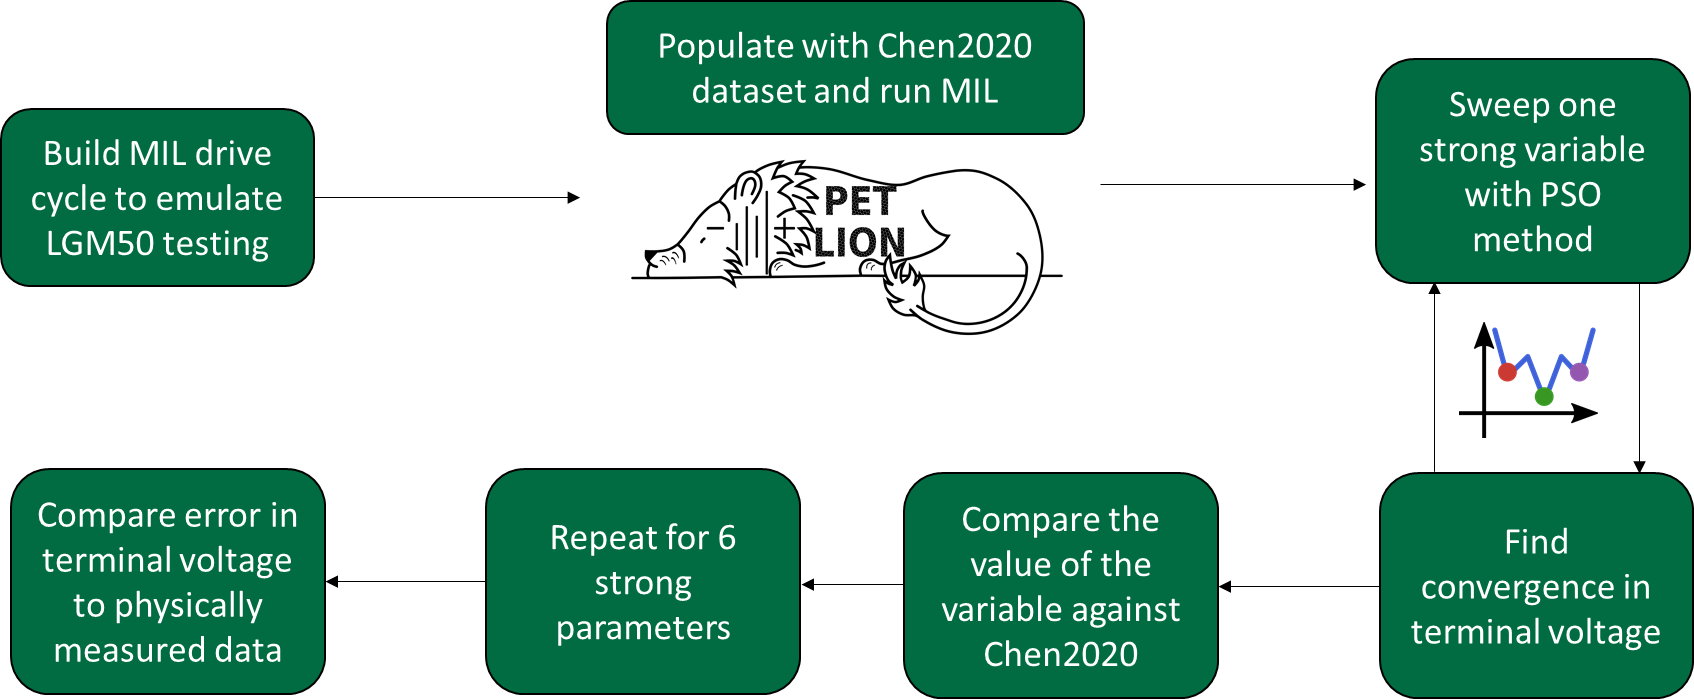 Build MIL drive
cycle to emulate
LGM50 testing
Populate with Chen2020
dataset and run MIL
PET
LION
Sweep one
strong variable
with PSO
method
Find
convergence in
terminal voltage
Compare the
value of the
variable against
Chen2020
Repeat for 6
strong
parameters
Compare error in
terminal voltage
to physically
measured data